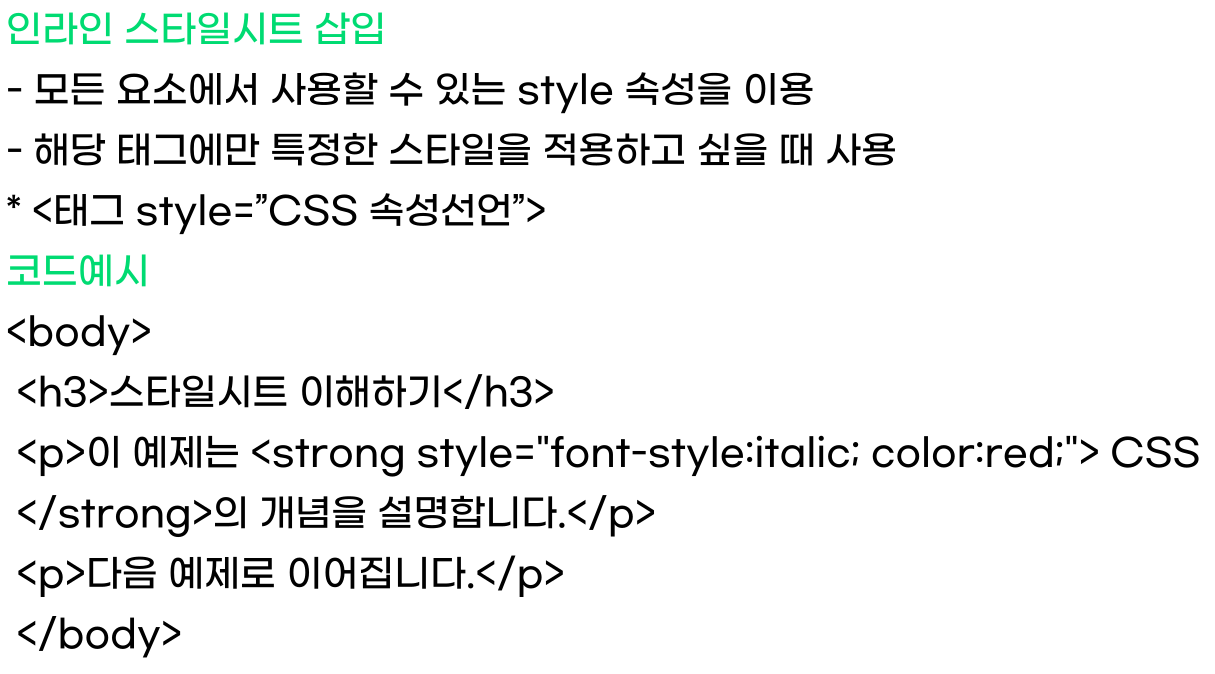 인라인 스타일시트 삽입
- 모든 요소에서 사용할 수 있는 style 속성을 이용
- 해당 태그에만 특정한 스타일을 적용하고 싶을 때 사용
* <태그 style=”CSS 속성선언”>
코드예시
<body>
<h3>스타일시트 이해하기</h3>
<p>이 예제는 <strong style="font-style:italic; color:red;"> CSS
</strong>의 개념을 설명합니다.</p>
<p>다음 예제로 이어집니다.</p>
</body>